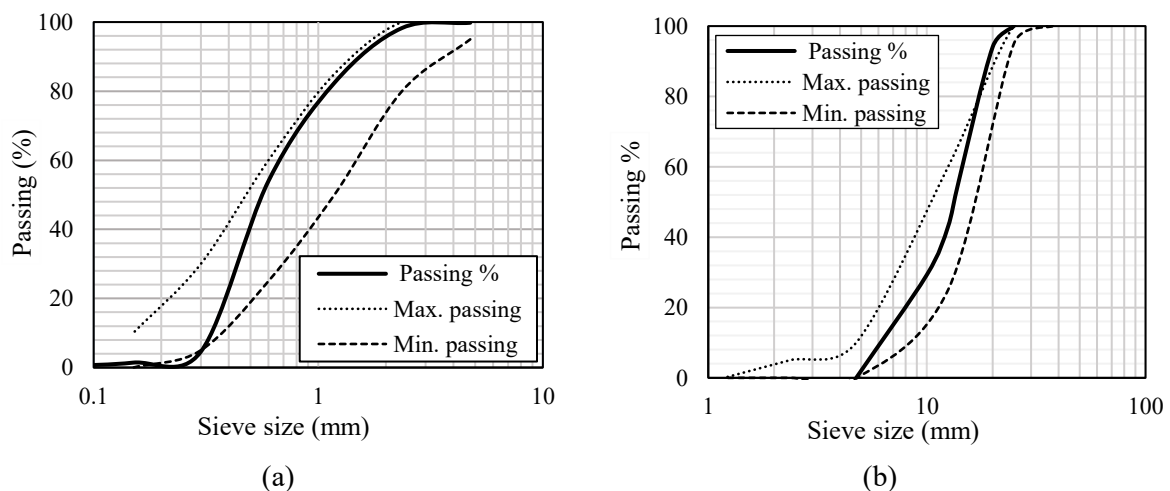 100
80
60
40
20
0
Passing (%)
Passing %
Max. passing
Min. passing
0.1
1
10
Sieve size (mm)
(a)
100
80
60
40
20
0
Passing %
Passing %
Max. passing
Min. passing
1
10
100
Sieve size (mm)
(b)